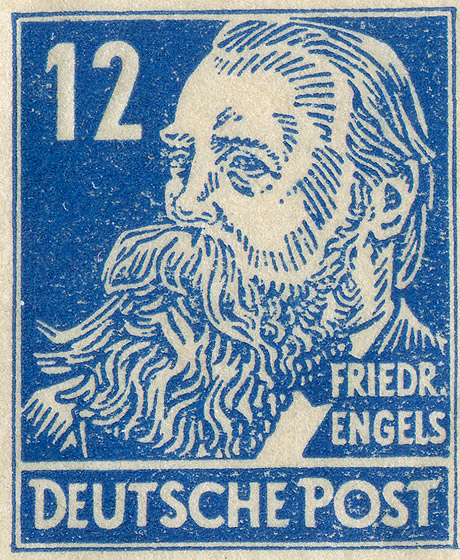 12
FRIEDR.
ENGELS
DEUTSCHE POST